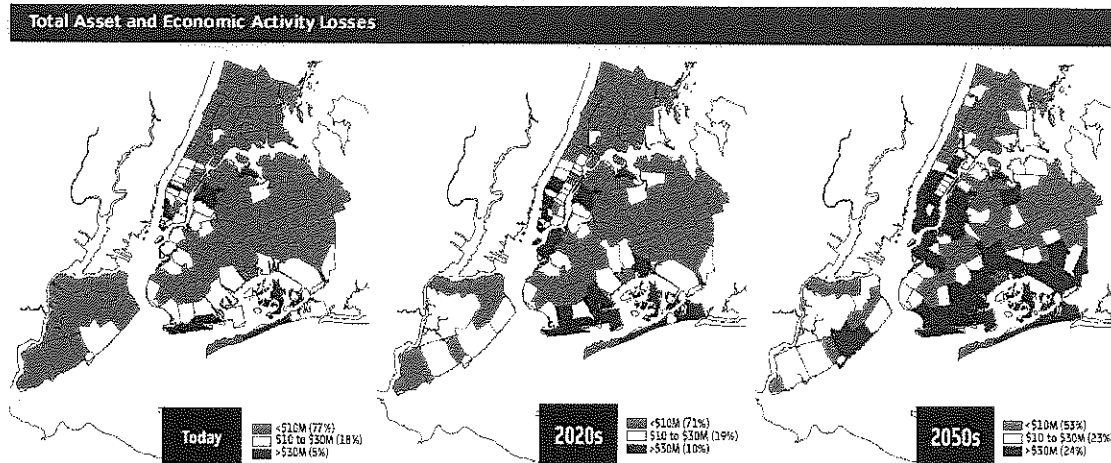 Total Asset and Economic Activity Losses
Today
<$10M (77%)
$10 to $30M (18%)
>$30M (5%)
2020s
<$10M (71%)
$10 to $30M (19%)
>$30M (10%)
2050s
<$10M (53%)
$10 to $30M (23%)
>$30M (24%)